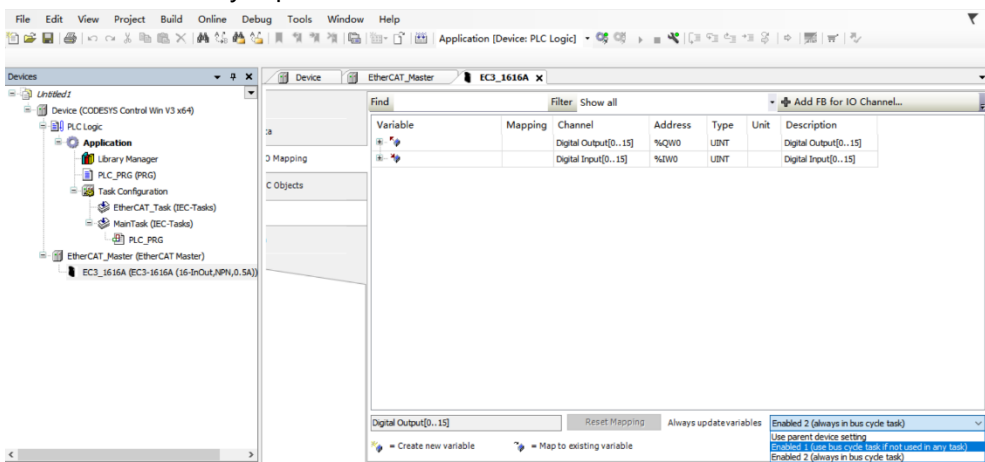 File Edit View Project Build Online Debug Tools Window Help
Application [Device: PLC Logic]
Devices
Device
EtherCAT_Master
EC3_1616A
Untitled1
Device (CODESYS Control Win V3 x64)
PLC Logic
Application
Library Manager
PLC_PRG (PRG)
Task Configuration
EtherCAT_Task (IEC-Tasks)
MainTask (IEC-Tasks)
PLC_PRG
EtherCAT_Master (EtherCAT Master)
EC3_1616A (EC3-1616A (16-InOut,NPN,0.5A))
O Mapping
C Objects
Find Filter Show all Add FB for IO Channel...
Variable Mapping Channel Address Type Unit Description
Digital Output[0..15] %QW0 UINT Digital Output[0..15]
Digital Input[0..15] %IW0 UINT Digital Input[0..15]
Digital Output[0..15] Reset Mapping Always update variables Enabled 2 (always in bus cycle task)
Use parent device setting
Enabled 1 (use bus cycle task if not used in any task)
Enabled 2 (always in bus cycle task)
= Create new variable = Map to existing variable